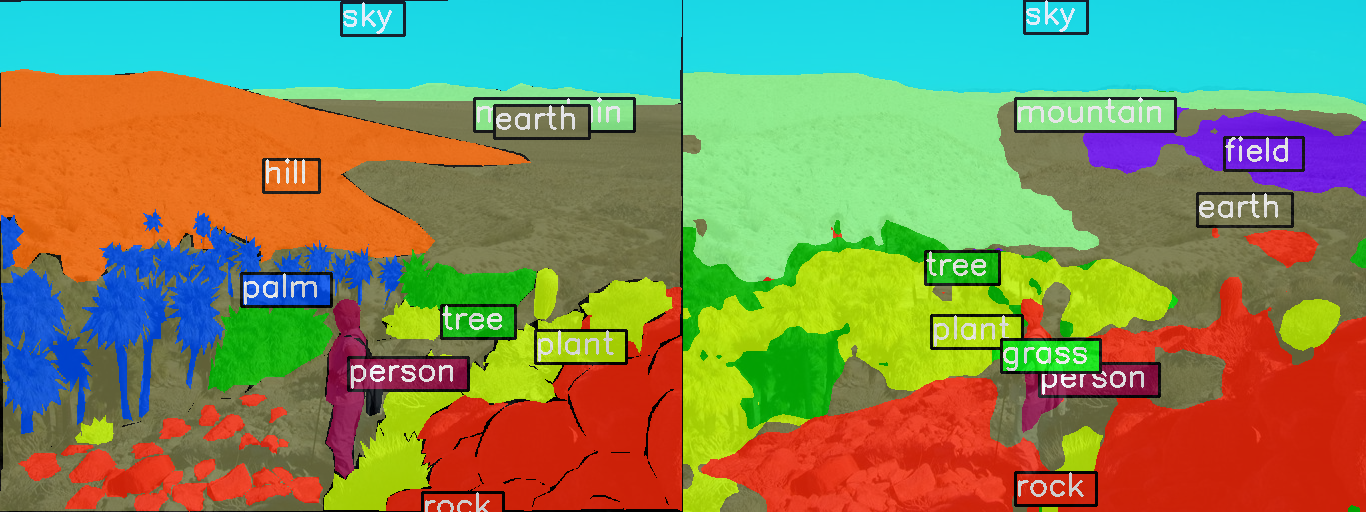 sky
earth
hill
palm
tree
plant
person
rock
sky
mountain
field
earth
tree
plant
grass
person
rock